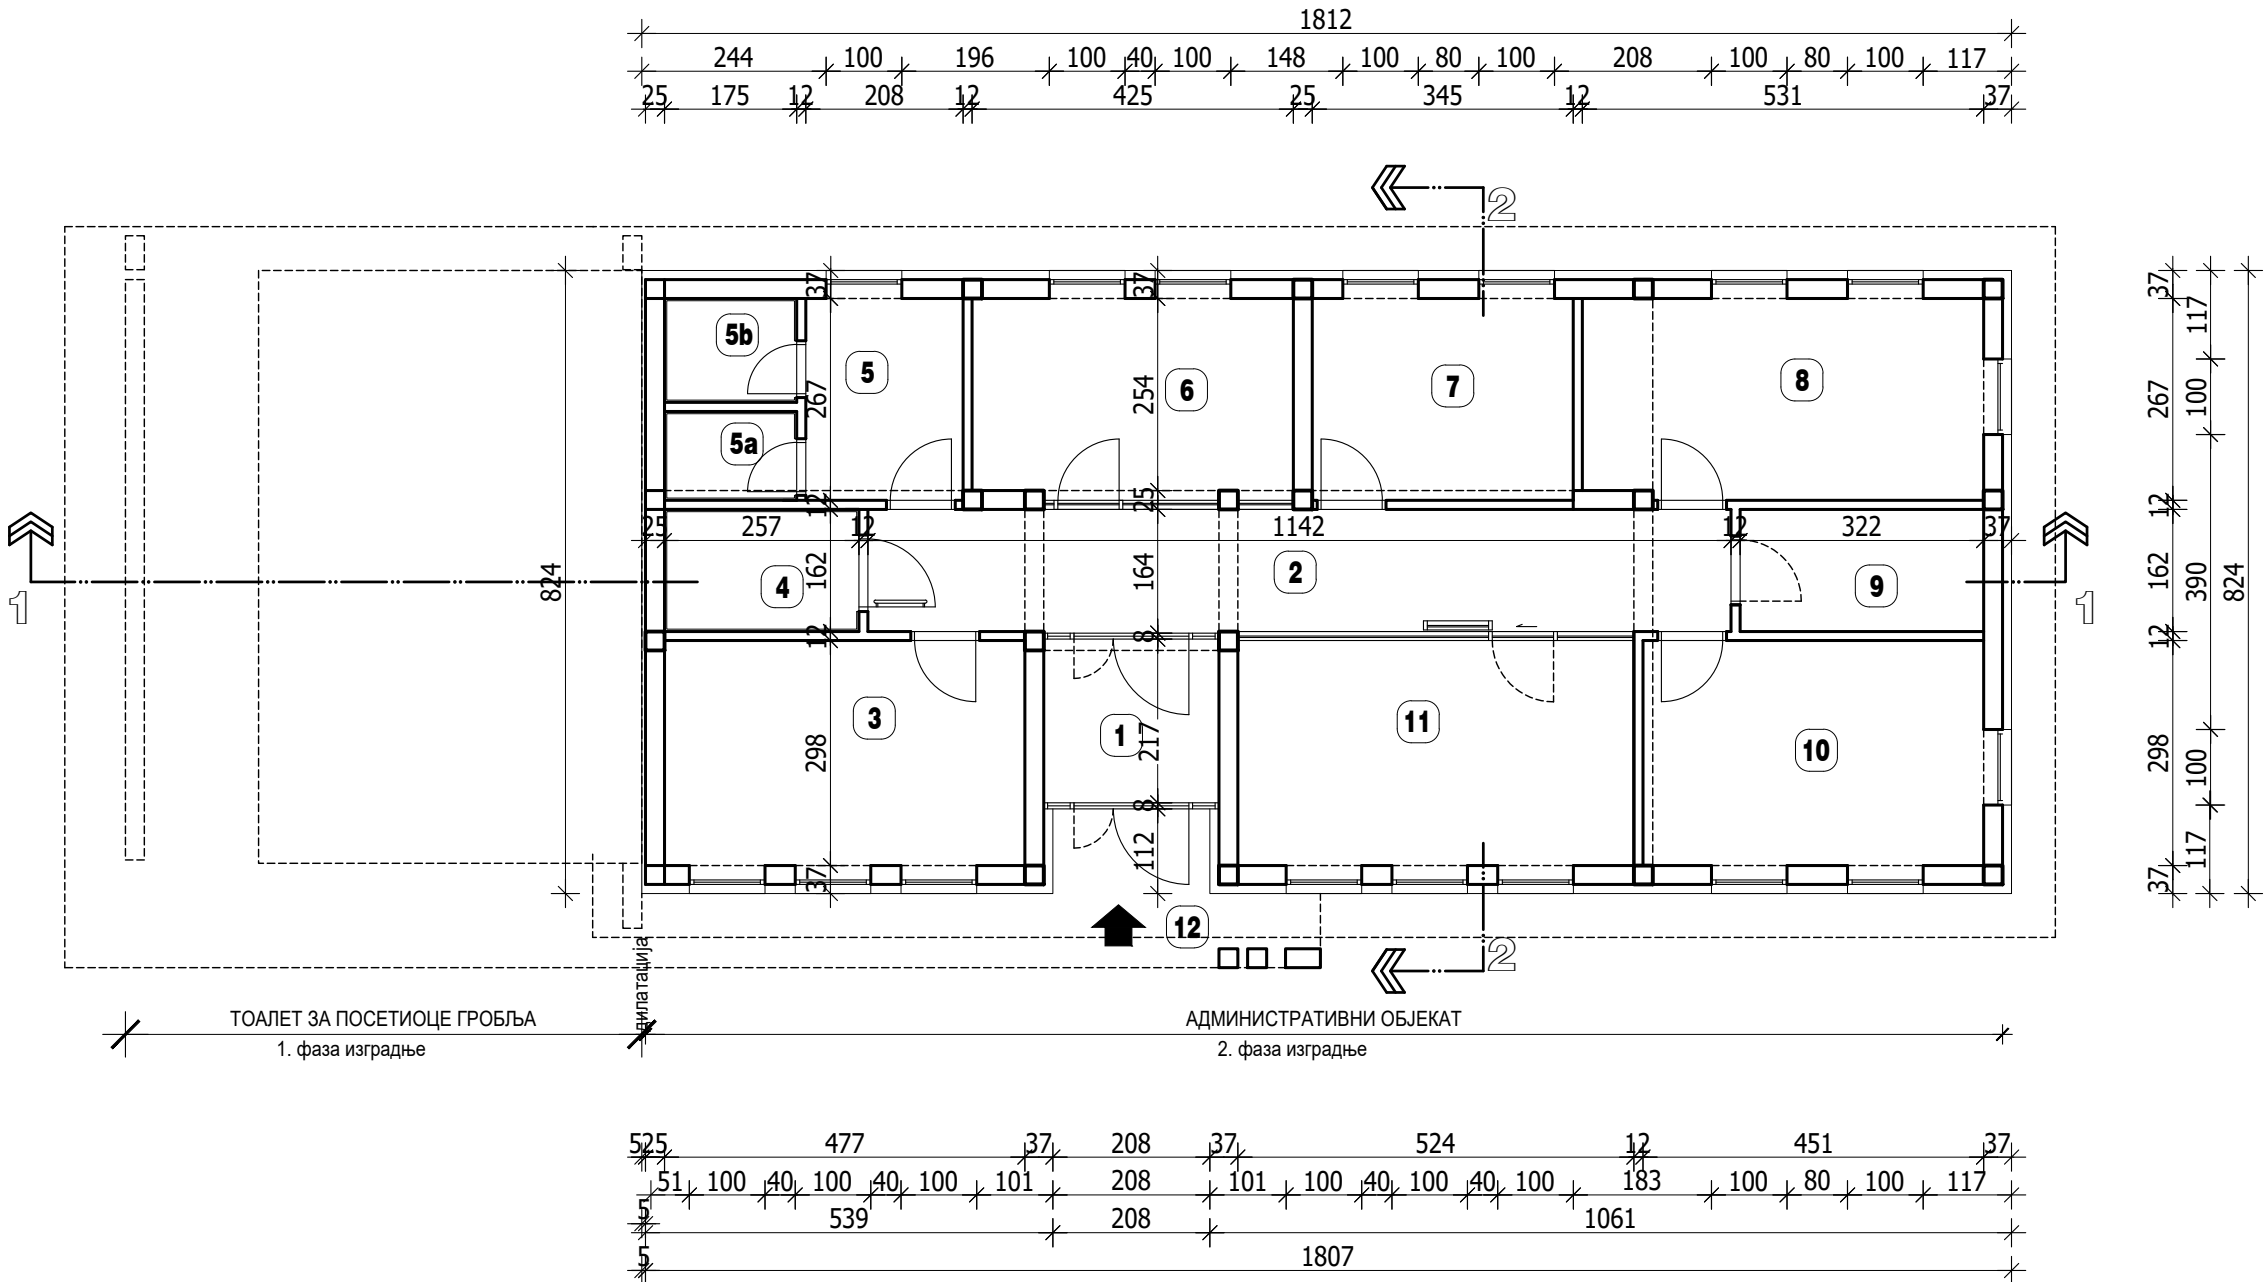 1812
244 100 196 100 40 100 148 100 80 100 208 100 80 100 117
25 175 12 208 12 425 25 345 12 531 37
2
37 37 37
5b 5 6 7 8
117
267 254 267 100
5a
12 25 12
25 257 12 1142 12 322 37
824 4 162 164 2 9 162 390 824
1 1
12 8 12
3 1 11 10
298 217 298 100
8
112 117
37 37
12
2
дилатација
ТОАЛЕТ ЗА ПОСЕТИОЦЕ ГРОБЉА АДМИНИСТРАТИВНИ ОБЈЕКАТ
1. фаза изградње 2. фаза изградње
5 25 477 37 208 37 524 12 451 37
51 100 40 100 40 100 101 208 101 100 40 100 40 100 183 100 80 100 117
5 539 208 1061
5 1807